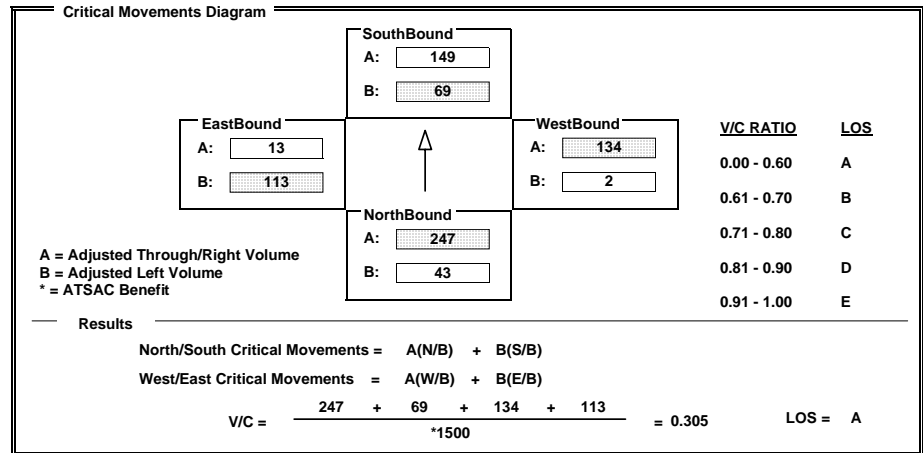 Critical Movements Diagram
SouthBound
A: 149
B: 69
EastBound
A: 13
B: 113
WestBound
A: 134
B: 2
NorthBound
A: 247
B: 43
V/C RATIO LOS
0.00 - 0.60 A
0.61 - 0.70 B
0.71 - 0.80 C
0.81 - 0.90 D
0.91 - 1.00 E
A = Adjusted Through/Right Volume
B = Adjusted Left Volume
* = ATSAC Benefit
Results
North/South Critical Movements = A(N/B) + B(S/B)
West/East Critical Movements = A(W/B) + B(E/B)
V/C = 247 + 69 + 134 + 113 = 0.305 LOS = A
*1500